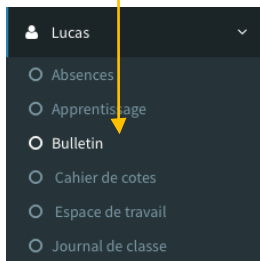 Lucas
Absences
Apprentissage
Bulletin
Cahier de cotes
Espace de travail
Journal de classe